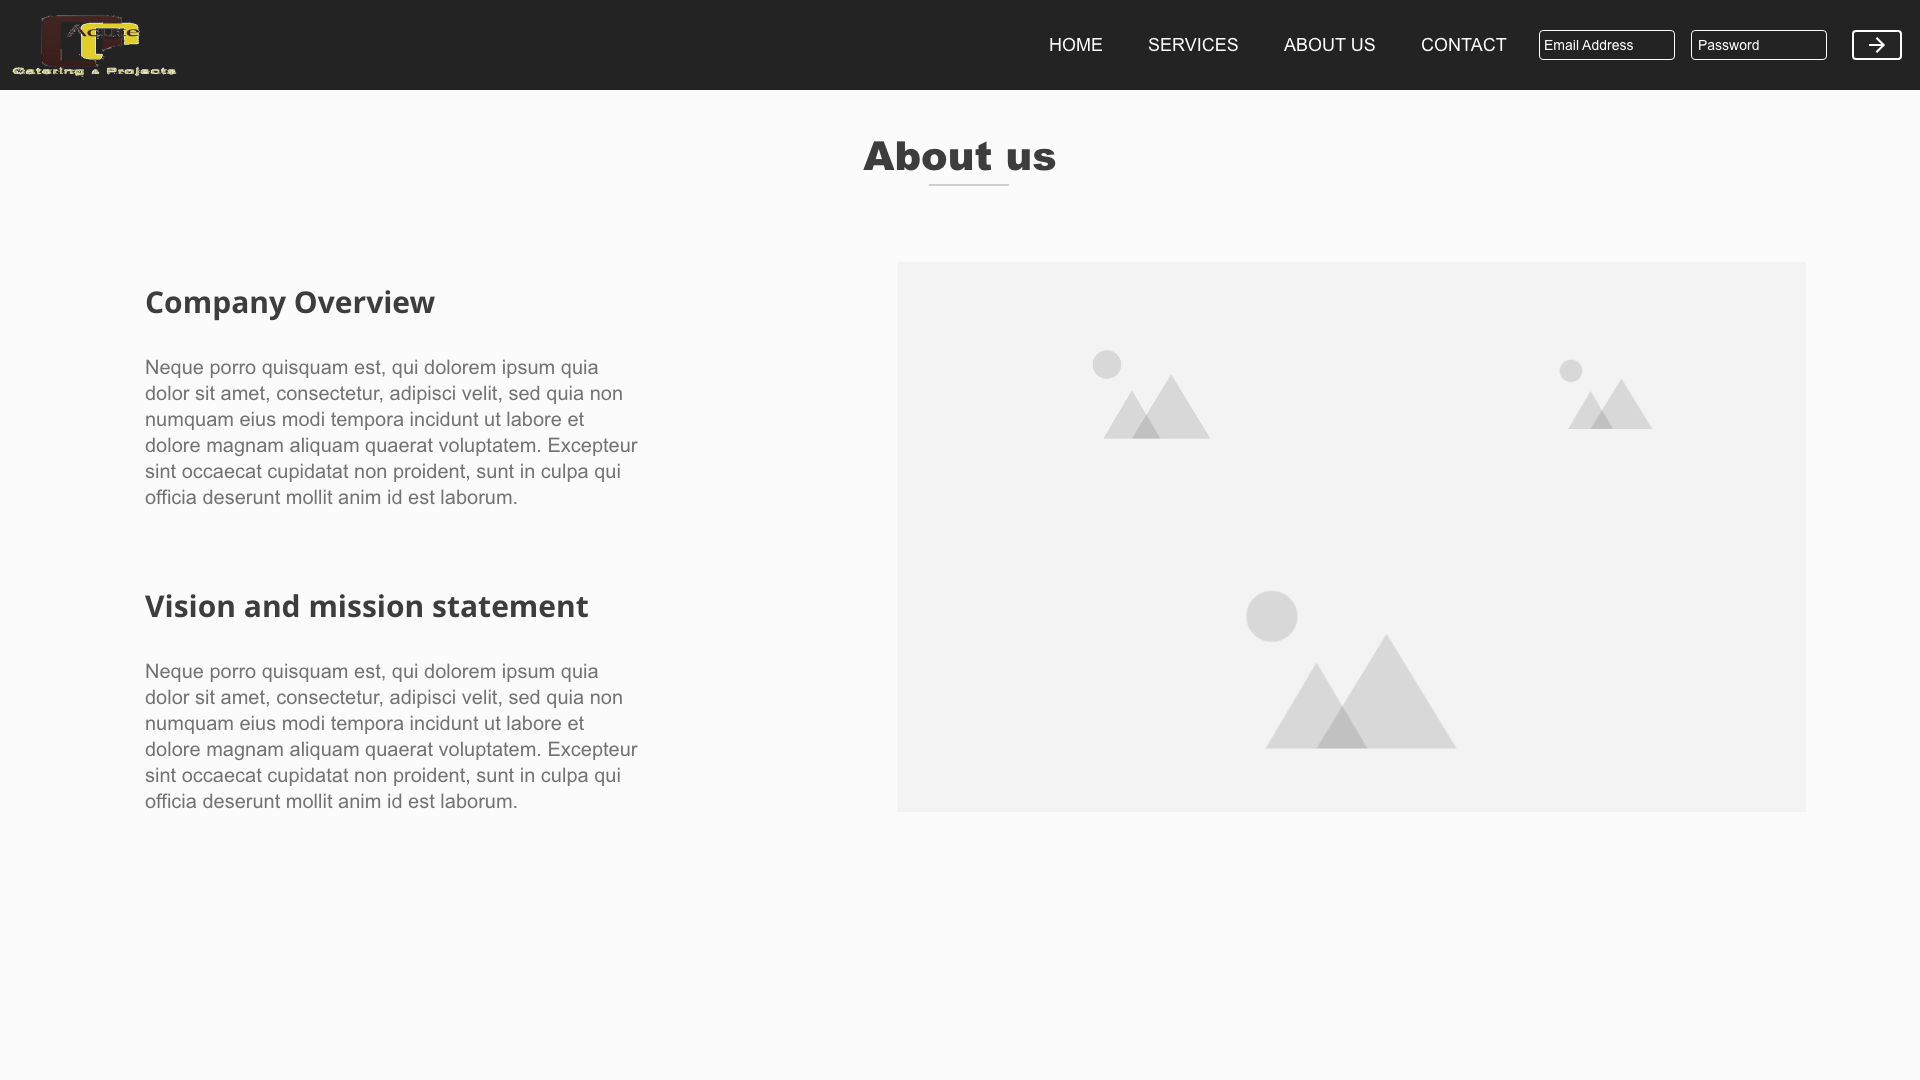 Catering & Projects
HOME SERVICES ABOUT US CONTACT Email Address Password
About us
Company Overview
Neque porro quisquam est, qui dolorem ipsum quia
dolor sit amet, consectetur, adipisci velit, sed quia non
numquam eius modi tempora incidunt ut labore et
dolore magnam aliquam quaerat voluptatem. Excepteur
sint occaecat cupidatat non proident, sunt in culpa qui
officia deserunt mollit anim id est laborum.
Vision and mission statement
Neque porro quisquam est, qui dolorem ipsum quia
dolor sit amet, consectetur, adipisci velit, sed quia non
numquam eius modi tempora incidunt ut labore et
dolore magnam aliquam quaerat voluptatem. Excepteur
sint occaecat cupidatat non proident, sunt in culpa qui
officia deserunt mollit anim id est laborum.